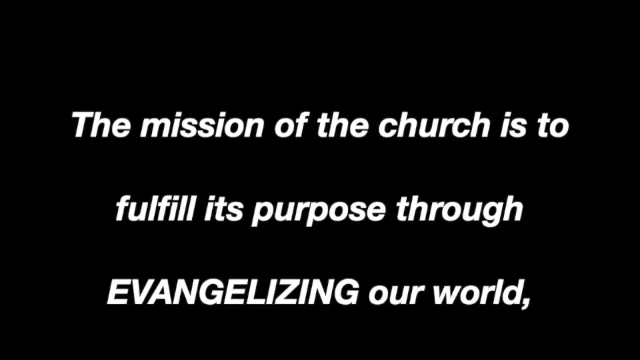 The mission of the church is to
fulfill its purpose through
EVANGELIZING our world,